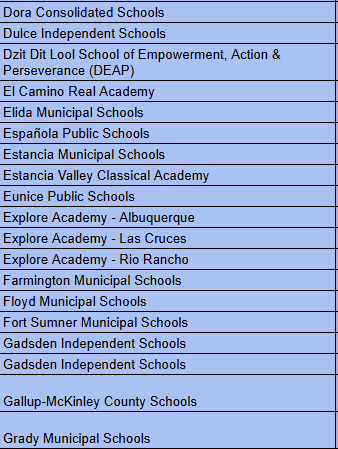 Dora Consolidated Schools
Dulce Independent Schools
Dzit Dit Lool School of Empowerment, Action &
Perseverance (DEAP)
El Camino Real Academy
Elida Municipal Schools
Española Public Schools
Estancia Municipal Schools
Estancia Valley Classical Academy
Eunice Public Schools
Explore Academy - Albuquerque
Explore Academy - Las Cruces
Explore Academy - Rio Rancho
Farmington Municipal Schools
Floyd Municipal Schools
Fort Sumner Municipal Schools
Gadsden Independent Schools
Gadsden Independent Schools
Gallup-McKinley County Schools
Grady Municipal Schools